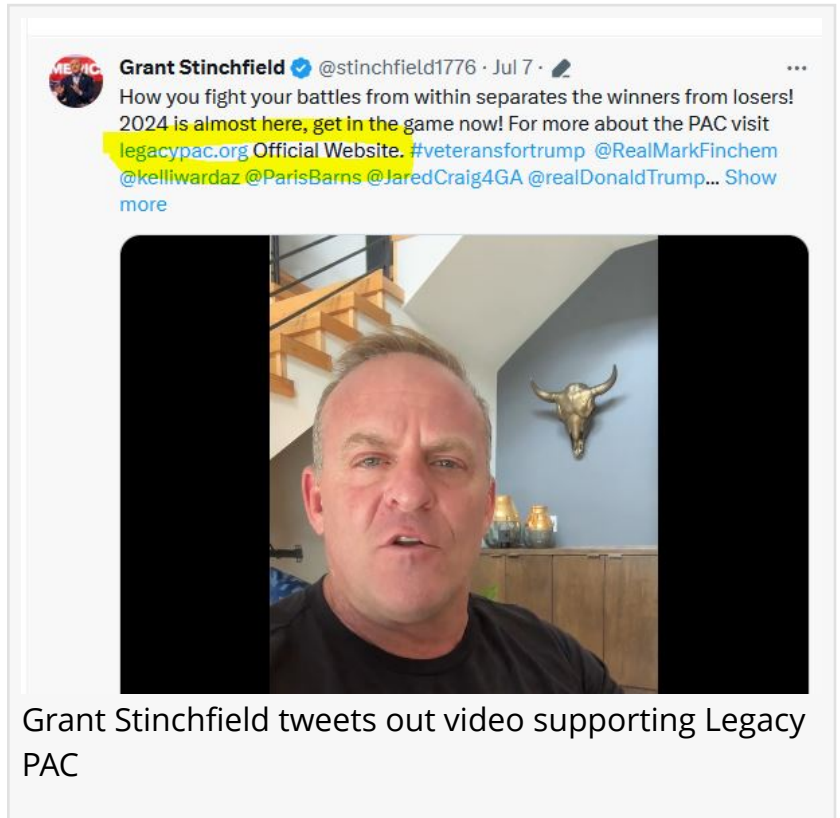 Grant Stinchfield @stinchfield1776 · Jul 7 ·
How you fight your battles from within separates the winners from losers!
2024 is almost here, get in the game now! For more about the PAC visit
legacypac.org Official Website. #veteransfortrump @RealMarkFinchem
@kelliwardaz @ParisBarns @JaredCraig4GA @realDonaldTrump... Show
more
Grant Stinchfield tweets out video supporting Legacy
PAC